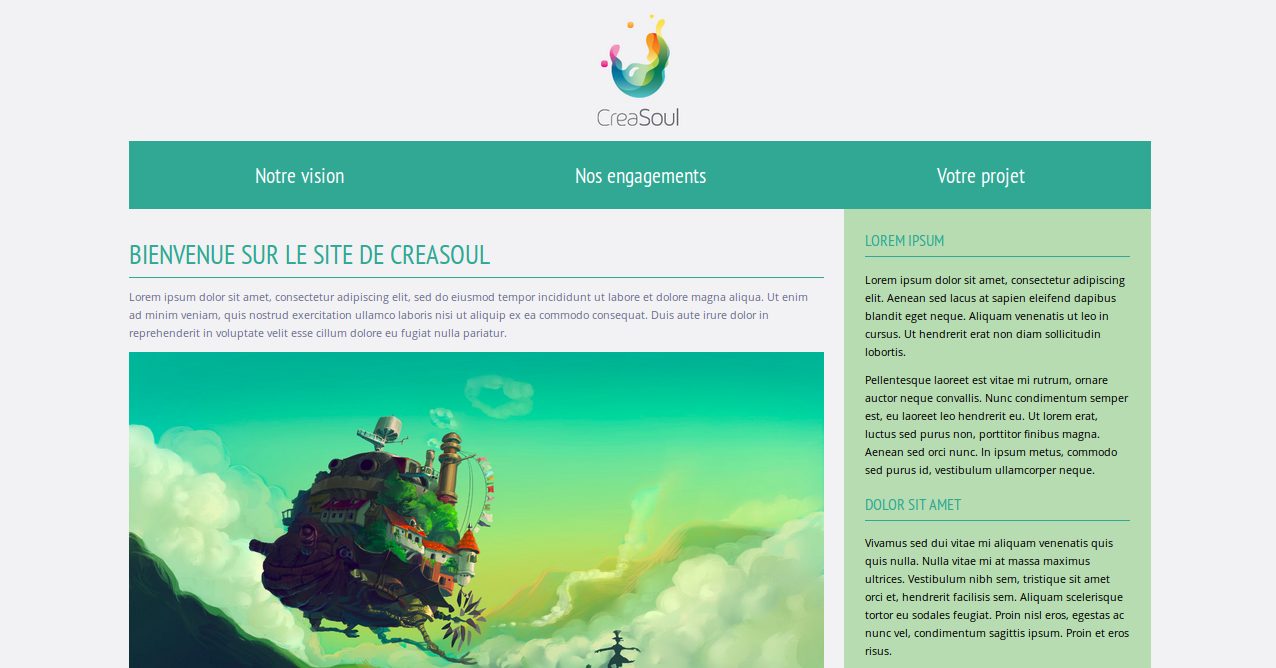 CreaSoul
Notre vision
Nos engagements
Votre projet
BIENVENUE SUR LE SITE DE CREASOUL
Lorem ipsum dolor sit amet, consectetur adipiscing elit, sed do eiusmod tempor incididunt ut labore et dolore magna aliqua. Ut enim
ad minim veniam, quis nostrud exercitation ullamco laboris nisi ut aliquip ex ea commodo consequat. Duis aute irure dolor in
reprehenderit in voluptate velit esse cillum dolore eu fugiat nulla pariatur.
LOREM IPSUM
Lorem ipsum dolor sit amet, consectetur adipiscing
elit. Aenean sed lacus at sapien eleifend dapibus
blandit eget neque. Aliquam venenatis ut leo in
cursus. Ut hendrerit erat non diam sollicitudin
lobortis.
Pellentesque laoreet est vitae mi rutrum, ornare
auctor neque convallis. Nunc condimentum semper
est, eu laoreet leo hendrerit eu. Ut lorem erat,
luctus sed purus non, porttitor finibus magna.
Aenean sed orci nunc. In ipsum metus, commodo
sed purus id, vestibulum ullamcorper neque.
DOLOR SIT AMET
Vivamus sed dui vitae mi aliquam venenatis quis
quis nulla. Nulla vitae mi at massa maximus
ultrices. Vestibulum nibh sem, tristique sit amet
orci et, hendrerit facilisis sem. Aliquam scelerisque
tortor eu sodales feugiat. Proin nisl eros, egestas ac
nunc vel, condimentum sagittis ipsum. Proin et eros
risus.